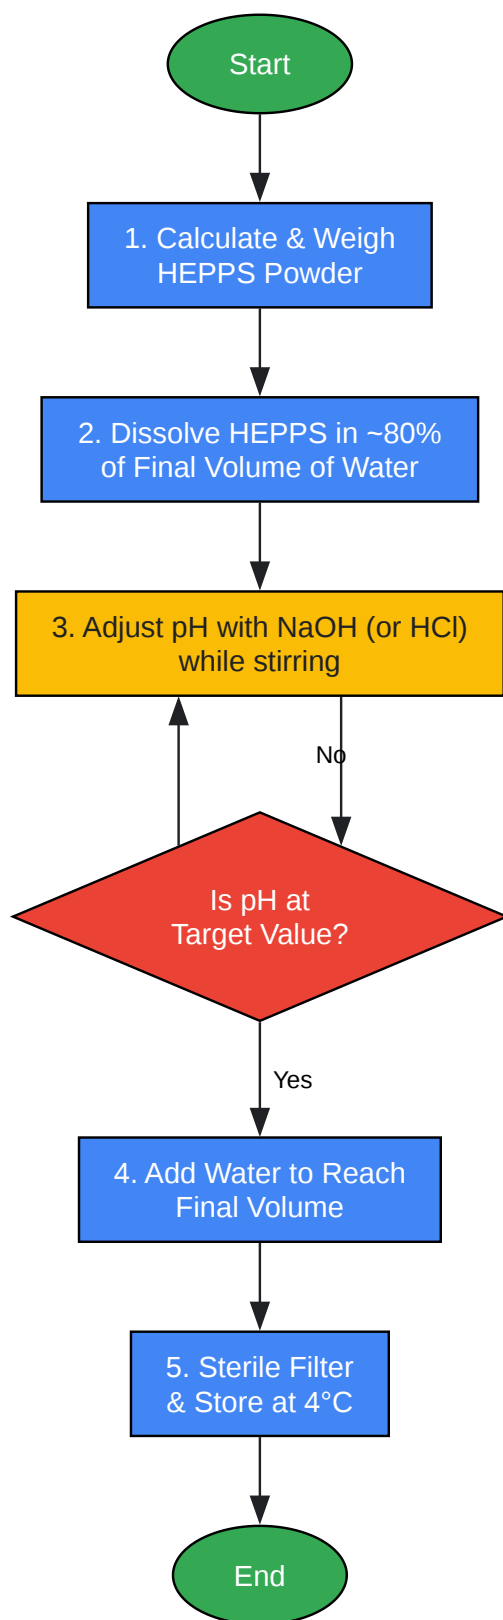 Start
1. Calculate & Weigh
HEPPS Powder
2. Dissolve HEPPS in ~80%
of Final Volume of Water
3. Adjust pH with NaOH (or HCl)
while stirring
No
Is pH at
Target Value?
Yes
4. Add Water to Reach
Final Volume
5. Sterile Filter
& Store at 4°C
End